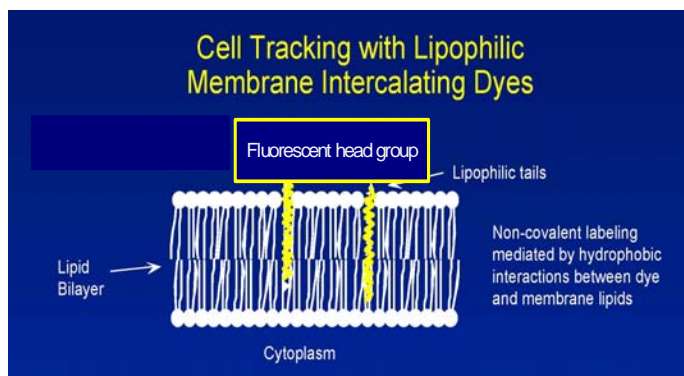 Cell Tracking with Lipophilic
Membrane Intercalating Dyes
Fluorescent head group
Lipophilic tails
Non-covalent labeling
mediated by hydrophobic
interactions between dye
and membrane lipids
Lipid
Bilayer
Cytoplasm